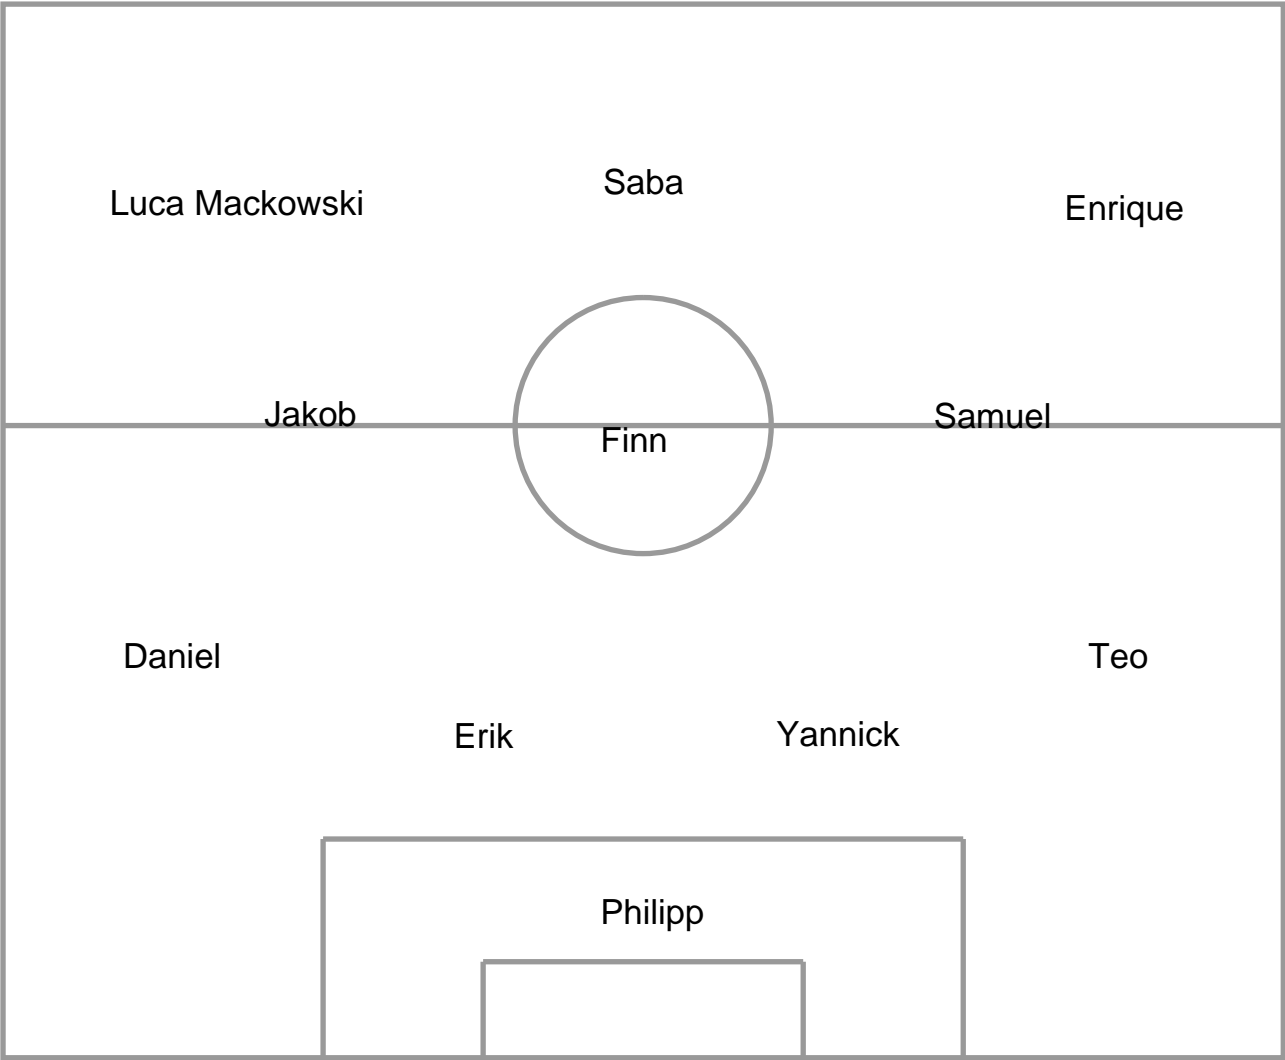 Saba
Luca Mackowski
Enrique
Jakob
Samuel
Finn
Daniel
Teo
Erik
Yannick
Philipp